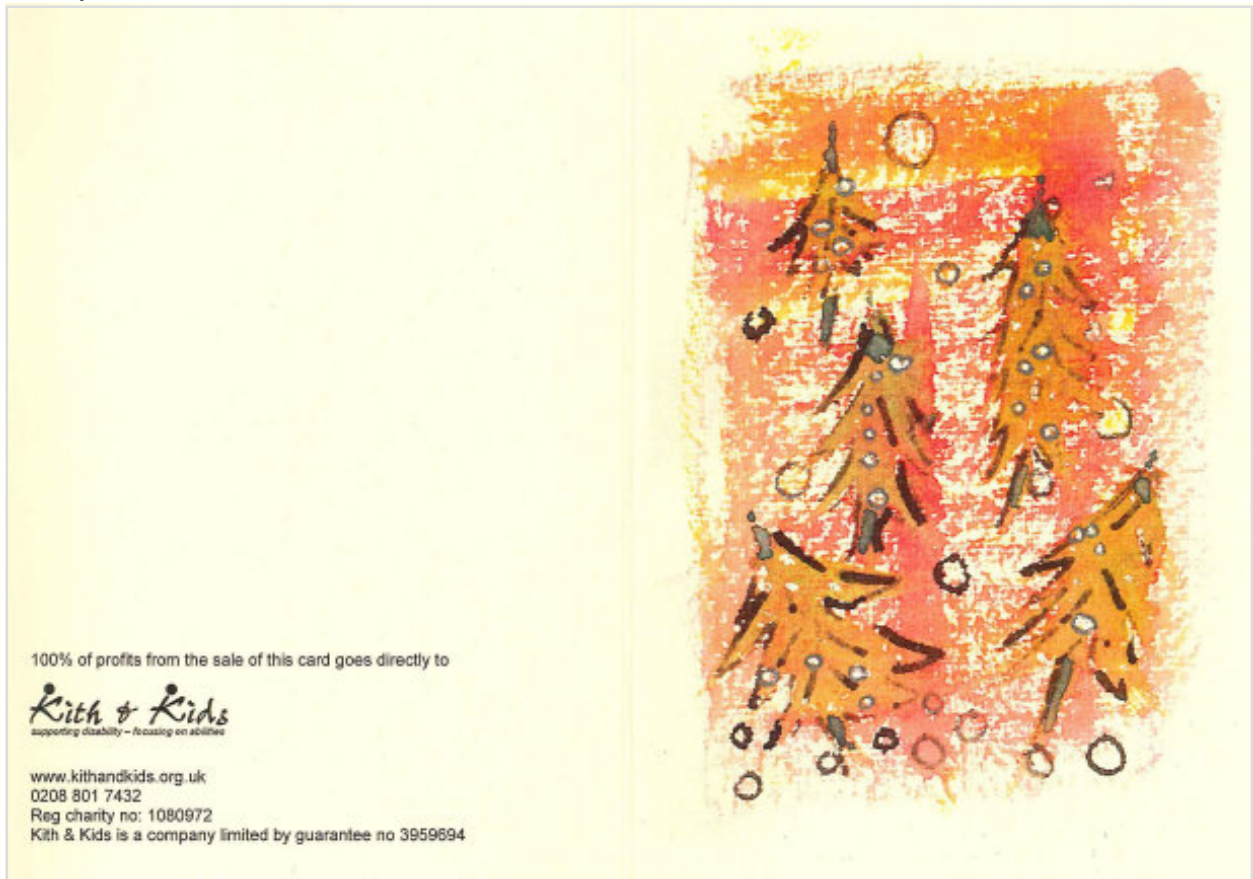 100% of profits from the sale of this card goes directly to
Kith & Kids
supporting disability – focusing on abilities
www.kithandkids.org.uk
0208 801 7432
Reg charity no: 1080972
Kith & Kids is a company limited by guarantee no 3959694